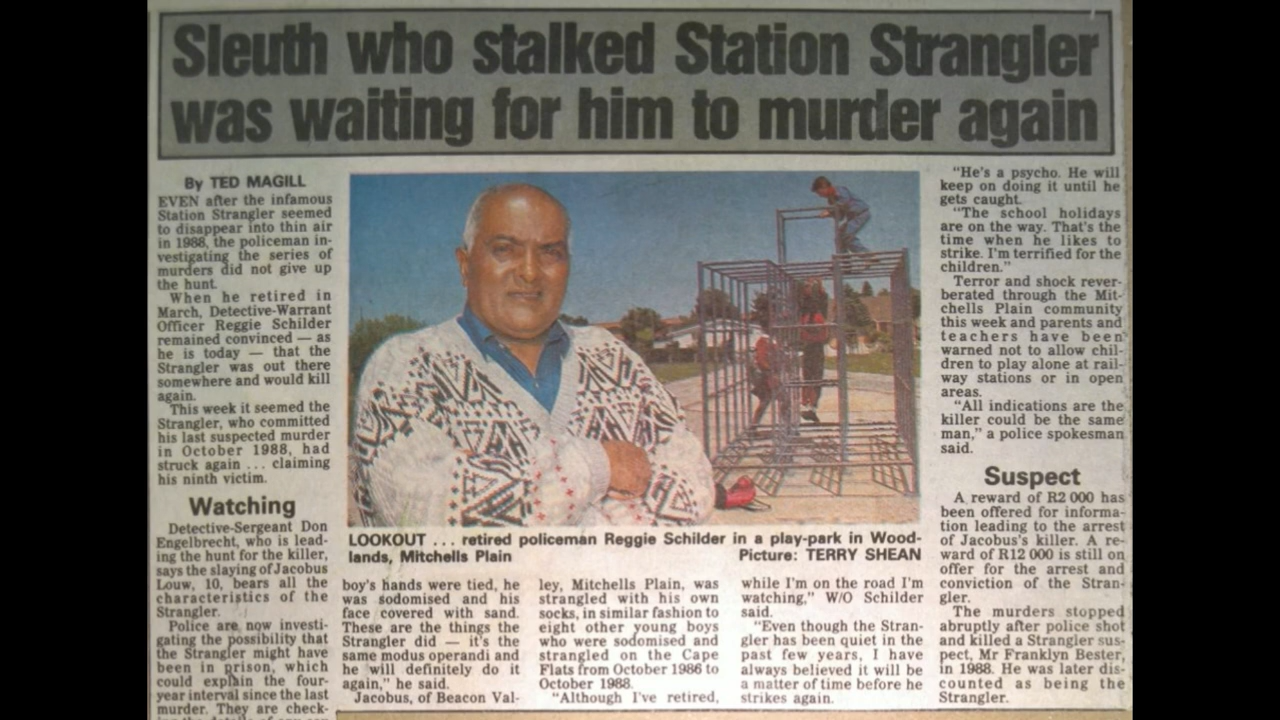 Sleuth who stalked Station Strangler
was waiting for him to murder again
By TED MAGILL
EVEN after the infamous
Station Strangler seemed
to disappear into thin air
in 1988, the policeman in-
vestigating the series of
murders did not give up
the hunt.
When he retired in
March, Detective-Warrant
Officer Reggie Schilder
remained convinced — as
he is today — that the
Strangler was out there
somewhere and would kill
again.
This week it seemed the
Strangler, who committed
his last suspected murder
in October 1988, had
struck again ... claiming
his ninth victim.
Watching
Detective-Sergeant Don
Engelbrecht, who is lead-
ing the hunt for the killer,
says the slaying of Jacobus
Louw, 10, bears all the
characteristics of the
Strangler.
Police are now investi-
gating the possibility that
the Strangler might have
been in prison, which
could explain the four-
year interval since the last
murder. They are check-
LOOKOUT ... retired policeman Reggie Schilder in a play-park in Wood-
lands, Mitchells Plain
Picture: TERRY SHEAN
boy's hands were tied, he
was sodomised and his
face covered with sand.
These are the things the
Strangler did — it's the
same modus operandi and
he will definitely do it
again," he said.
Jacobus, of Beacon Val-
ley, Mitchells Plain, was
strangled with his own
socks, in similar fashion to
eight other young boys
who were sodomised and
strangled on the Cape
Flats from October 1986 to
October 1988.
"Although I've retired,
while I'm on the road I'm
watching," W/O Schilder
said.
"Even though the Stran-
gler has been quiet in the
past few years, I have
always believed it will be
a matter of time before he
strikes again.
"He's a psycho. He will
keep on doing it until he
gets caught.
"The school holidays
are on the way. That's the
time when he likes to
strike. I'm terrified for the
children."
Terror and shock rever-
berated through the Mit-
chells Plain community
this week and parents and
teachers have been
warned not to allow chil-
dren to play alone at rail-
way stations or in open
areas.
"All indications are the
killer could be the same
man," a police spokesman
said.
Suspect
A reward of R2 000 has
been offered for informa-
tion leading to the arrest
of Jacobus's killer. A re-
ward of R12 000 is still on
offer for the arrest and
conviction of the Stran-
gler.
The murders stopped
abruptly after police shot
and killed a Strangler sus-
pect, Mr Franklyn Bester,
in 1988. He was later dis-
counted as being the
Strangler.